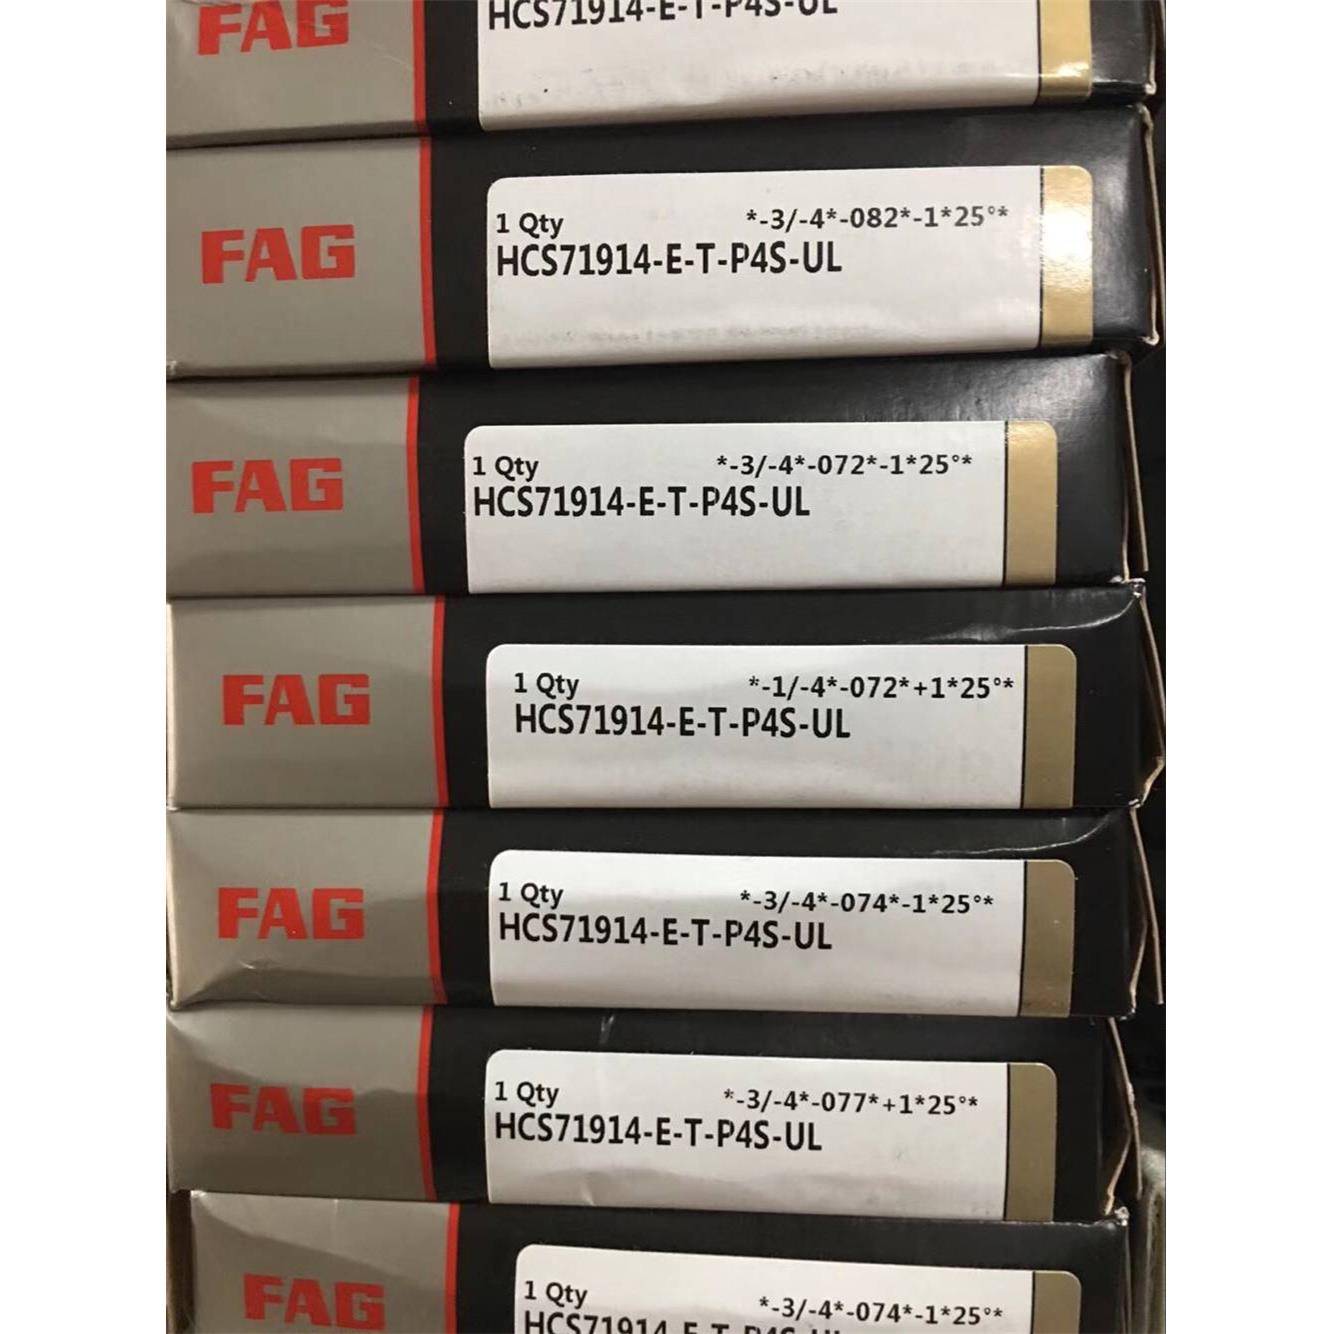 FAG
HCS71914-E-T-P4S-UL
FAG
1 Qty *-3/-4*-082*-1*25°*
HCS71914-E-T-P4S-UL
FAG
1 Qty *-3/-4*-072*-1*25°*
HCS71914-E-T-P4S-UL
FAG
1 Qty *-1/-4*-072*+1*25°*
HCS71914-E-T-P4S-UL
FAG
1 Qty *-3/-4*-074*-1*25°*
HCS71914-E-T-P4S-UL
FAG
1 Qty *-3/-4*-077*+1*25°*
HCS71914-E-T-P4S-UL
FAG
1 Qty *-3/-4*-074*-1*25°*
HCS71914-E-T-P4S-UL